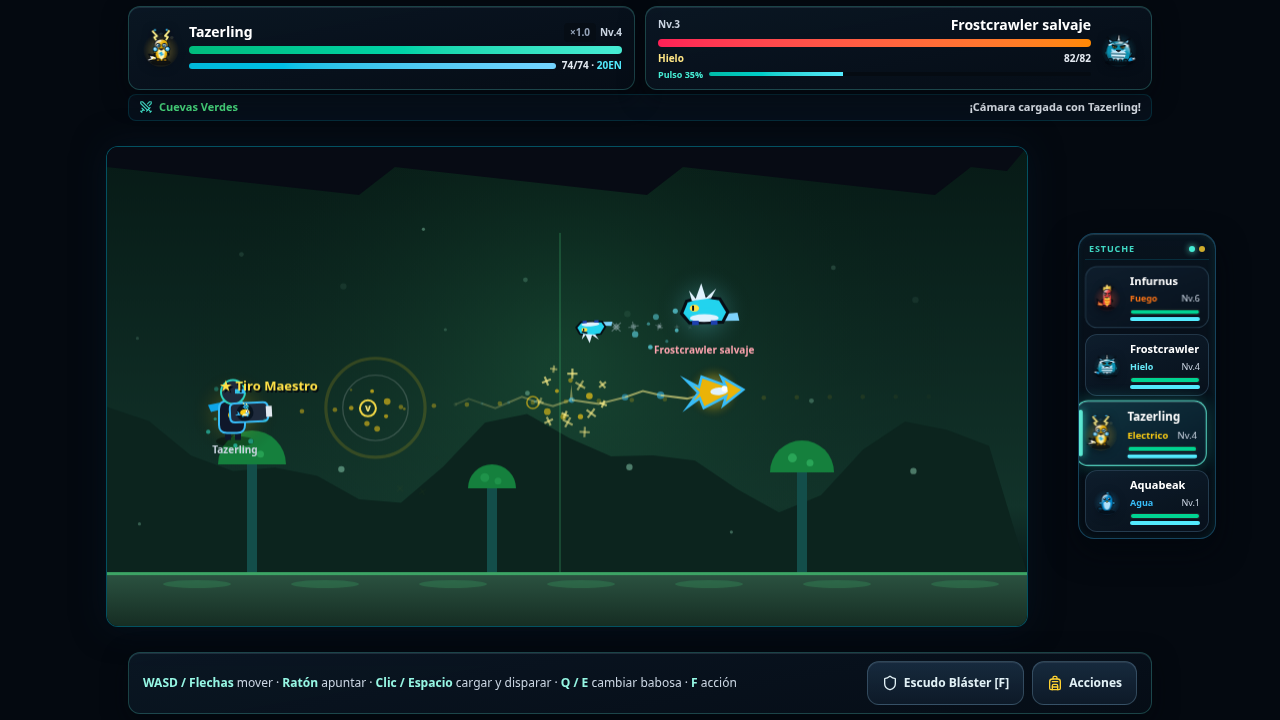 Tazerling
×1.0 Nv.4
74/74 · 20EN
Nv.3
Frostcrawler salvaje
Hielo
82/82
Pulso 35%
Cuevas Verdes
¡Cámara cargada con Tazerling!
Frostcrawler salvaje
★ Tiro Maestro
V
Tazerling
ESTUCHE
Infurnus
Fuego Nv.6
Frostcrawler
Hielo Nv.4
Tazerling
Electrico Nv.4
Aquabeak
Agua Nv.1
WASD / Flechas mover · Ratón apuntar · Clic / Espacio cargar y disparar · Q / E cambiar babosa · F acción
Escudo Bláster [F]
Acciones